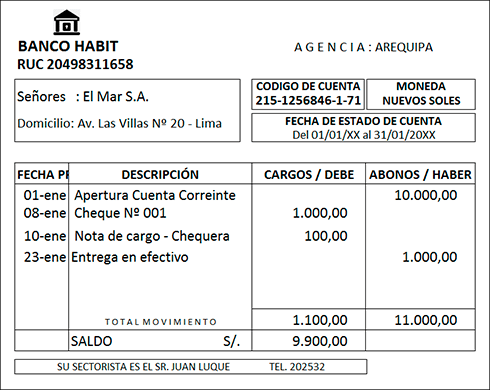 BANCO HABIT
RUC 20498311658
A G E N C I A : AREQUIPA
Señores : El Mar S.A.
Domicilio: Av. Las Villas Nº 20 - Lima
CODIGO DE CUENTA MONEDA
215-1256846-1-71 NUEVOS SOLES
FECHA DE ESTADO DE CUENTA
Del 01/01/XX al 31/01/20XX
FECHA PR DESCRIPCIÓN CARGOS / DEBE ABONOS / HABER
01-ene Apertura Cuenta Correinte 10.000,00
08-ene Cheque Nº 001 1.000,00
10-ene Nota de cargo - Chequera 100,00
23-ene Entrega en efectivo 1.000,00
TOTAL MOVIMIENTO 1.100,00 11.000,00
SALDO S/. 9.900,00
SU SECTORISTA ES EL SR. JUAN LUQUE TEL. 202532